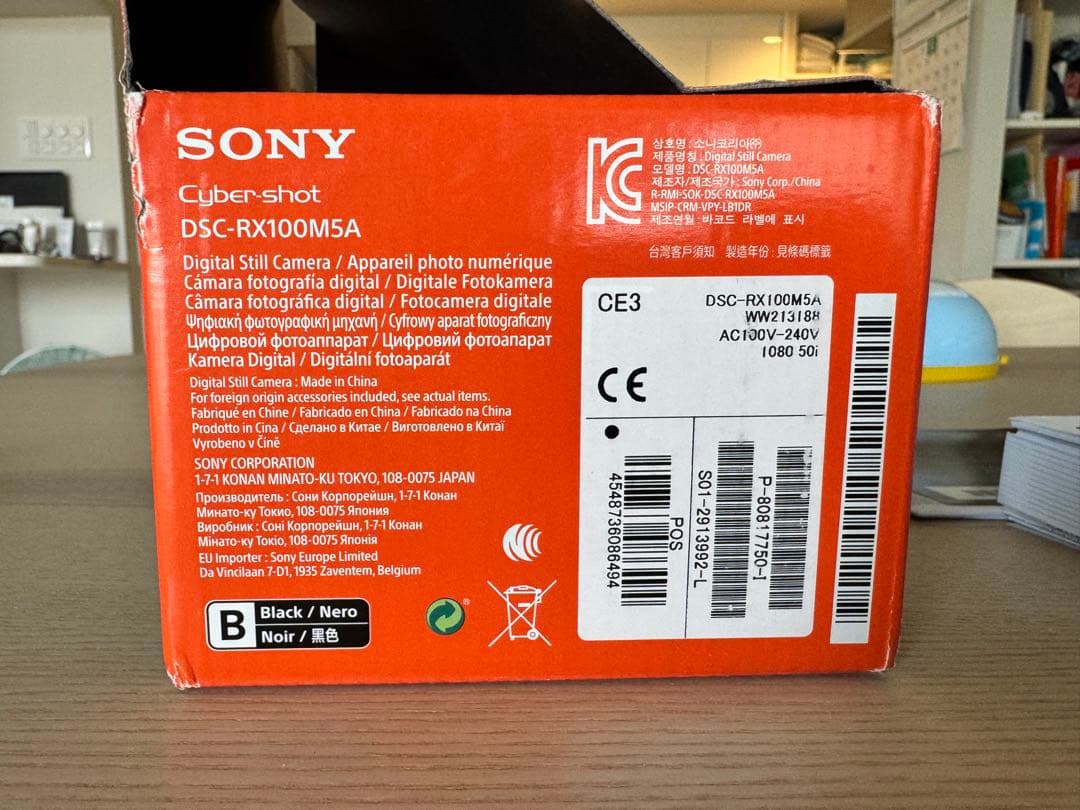 SONY
Cyber-shot
DSC-RX100M5A
Digital Still Camera / Appareil photo numérique
Cámara fotografía digital / Digitale Fotokamera
Câmara fotográfica digital / Fotocamera digitale
Ψηφιακή φωτογραφική μηχανή / Cyfrowy aparat fotograficzny
Цифровой фотоаппарат / Цифровий фотоапарат
Kamera Digital / Digitální fotoaparát
Digital Still Camera : Made in China
For foreign origin accessories included, see actual items.
Fabriqué en Chine / Fabricado en China / Fabricado na China
Prodotto in Cina / Сделано в Китае / Виготовлено в Китаї
Vyrobeno v Číně
SONY CORPORATION
1-7-1 KONAN MINATO-KU TOKYO, 108-0075 JAPAN
Производитель : Сони Корпорейшн, 1-7-1 Конан
Минато-ку Токио, 108-0075 Япония
Виробник : Соні Корпорейшн, 1-7-1 Конан
Мінато-ку Токіо, 108-0075 Японія
EU Importer : Sony Europe Limited
Da Vincilaan 7-D1, 1935 Zaventem, Belgium
B
Black / Nero
Noir / 黑色
®
KC
상호명 : 소니코리아㈜
제품명칭 : Digital Still Camera
모델명 : DSC-RX100M5A
제조자/제조국가 : Sony Corp./China
R-RMI-SOK-DSC-RX100M5A
MSIP-CRM-VPY-LB1DR
제조연월 : 바코드 라벨에 표시
台灣客戶須知 製造年份 : 見條碼標籤
CE3
DSC-RX100M5A
WW213188
AC100V-240V
1080 50i
CE
4548736086494
POS
S01-2913992-L
P-80817750-I